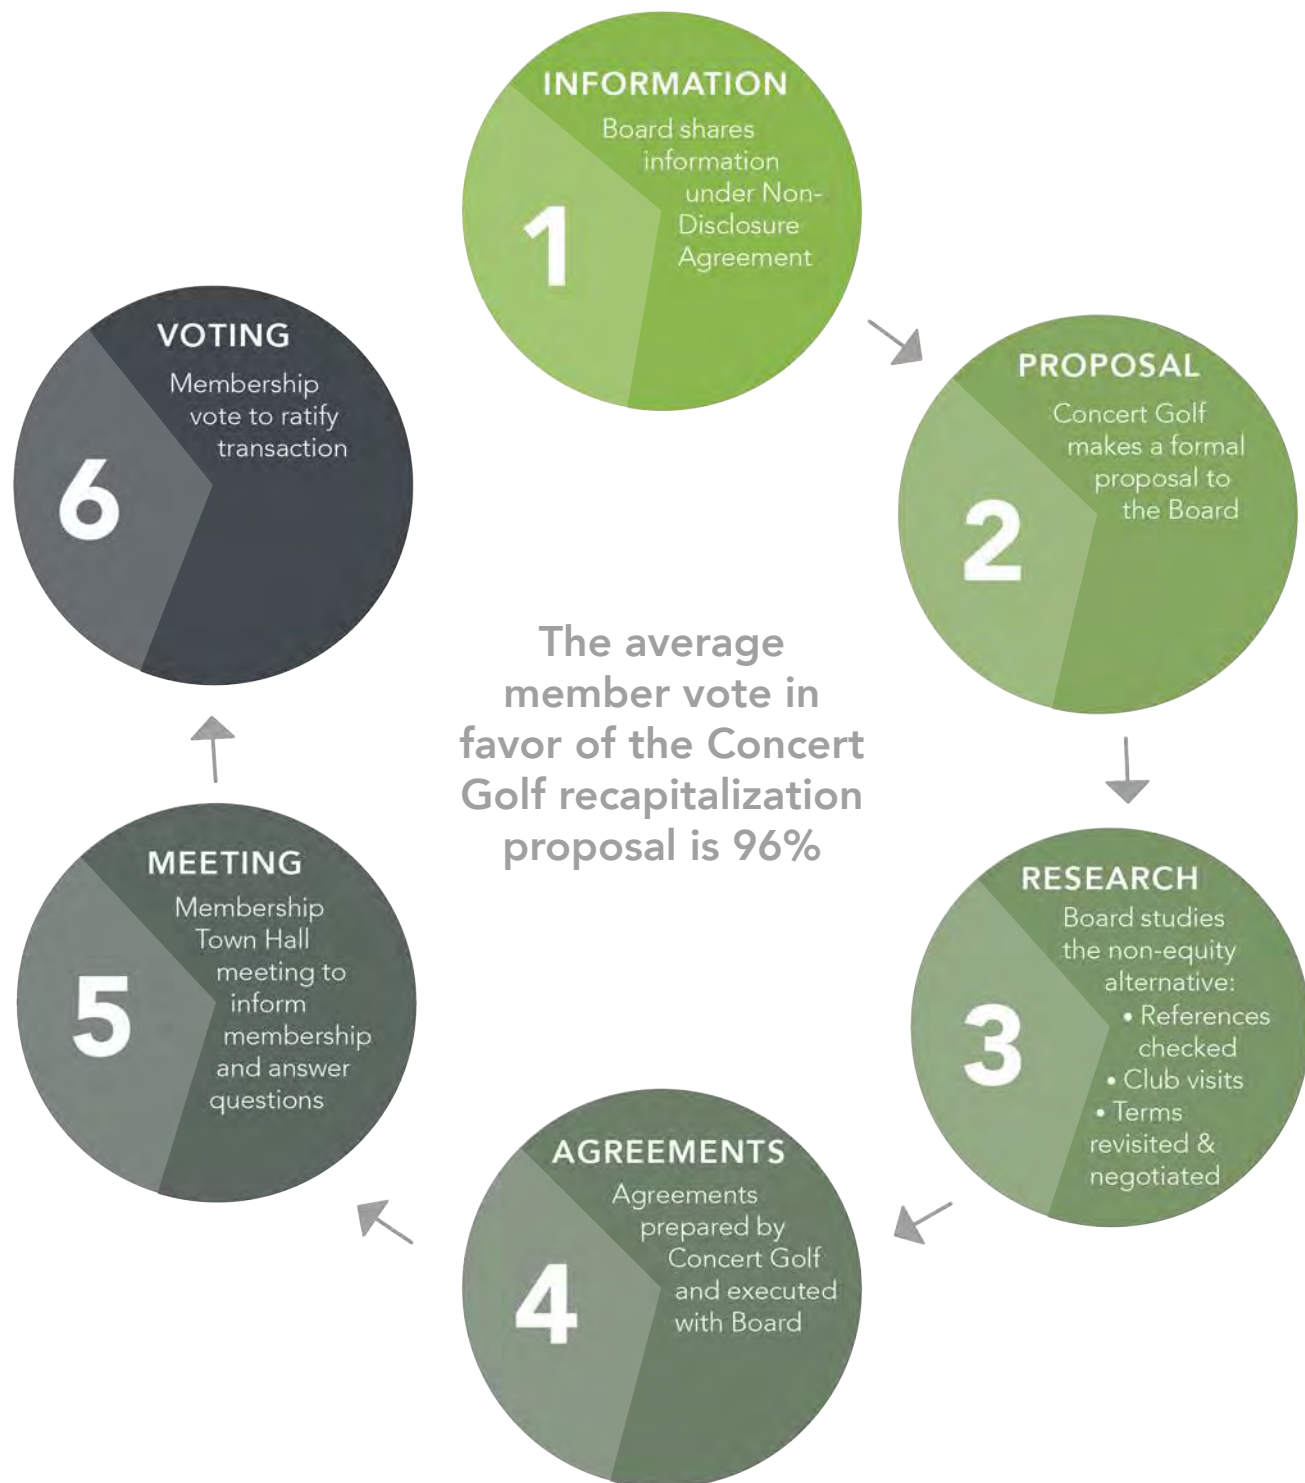 INFORMATION
Board shares
information
under Non-
Disclosure
Agreement
1
PROPOSAL
Concert Golf
makes a formal
proposal to
the Board
2
RESEARCH
Board studies
the non-equity
alternative:
• References
checked
• Club visits
• Terms
revisited &
negotiated
3
AGREEMENTS
Agreements
prepared by
Concert Golf
and executed
with Board
4
MEETING
Membership
Town Hall
meeting to
inform
membership
and answer
questions
5
VOTING
Membership
vote to ratify
transaction
6
The average
member vote in
favor of the Concert
Golf recapitalization
proposal is 96%